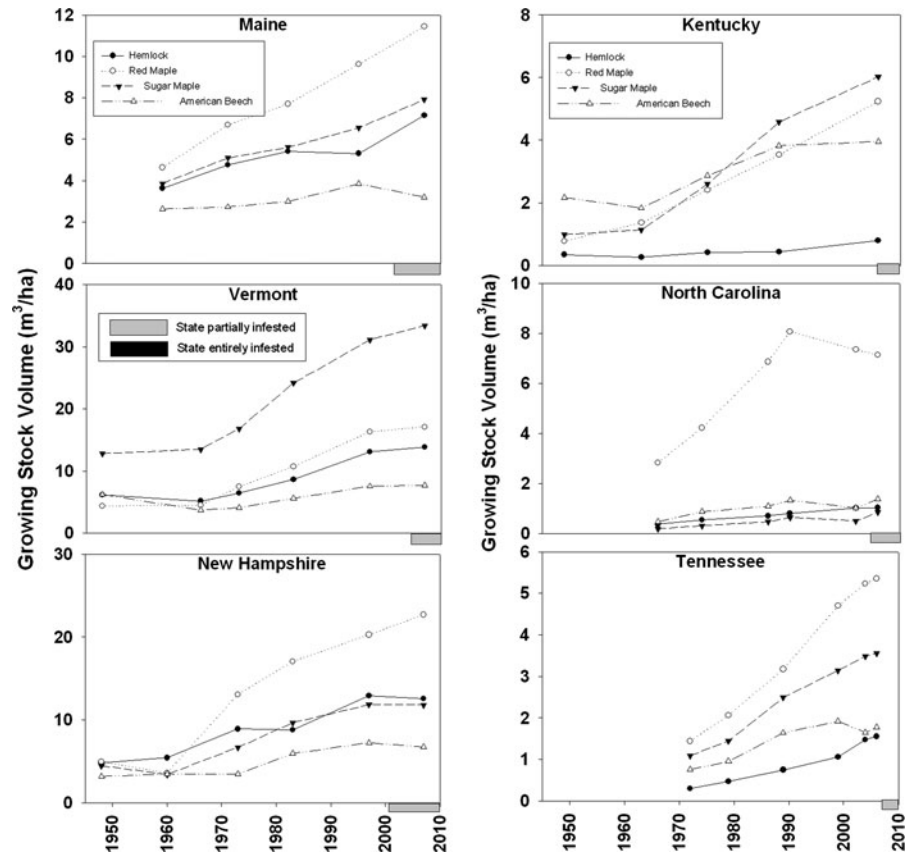 Maine
12
10
8
6
4
2
0
Hemlock
Red Maple
Sugar Maple
American Beech
Kentucky
8
6
4
2
0
Hemlock
Red Maple
Sugar Maple
American Beech
Growing Stock Volume (m³/ha)
Vermont
40
30
20
10
0
State partially infested
State entirely infested
Growing Stock Volume (m³/ha)
North Carolina
10
8
6
4
2
0
New Hampshire
30
20
10
0
1950
1960
1970
1980
1990
2000
2010
Tennessee
6
5
4
3
2
1
0
1950
1960
1970
1980
1990
2000
2010